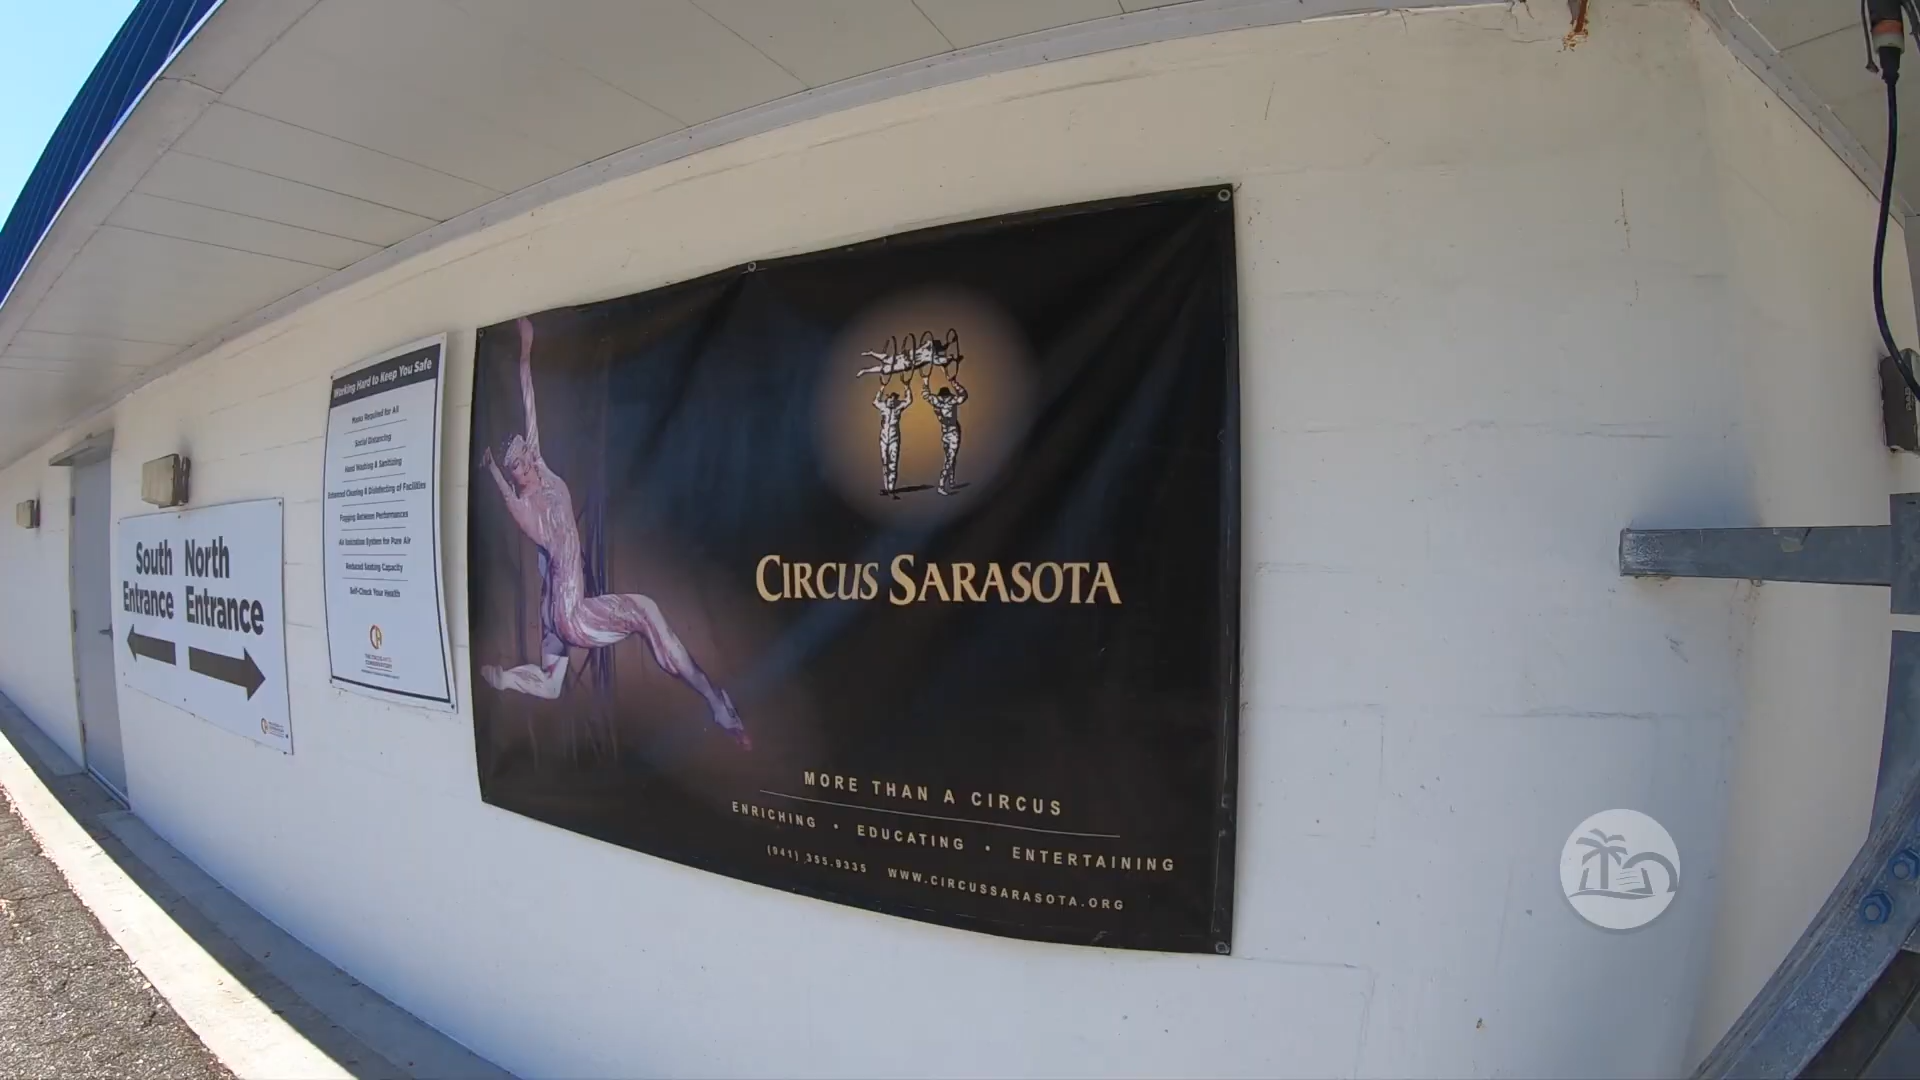 South North
Entrance Entrance
Working Hard to Keep You Safe
Masks Required for All
Social Distancing
Hand Washing & Sanitizing
Enhanced Cleaning & Disinfecting of Facilities
Fogging Between Performances
Air Ionization System for Pure Air
Reduced Seating Capacity
Self-Check Your Health
CIRCUS SARASOTA
MORE THAN A CIRCUS
ENRICHING • EDUCATING • ENTERTAINING
(941) 355.9335 WWW.CIRCUSSARASOTA.ORG